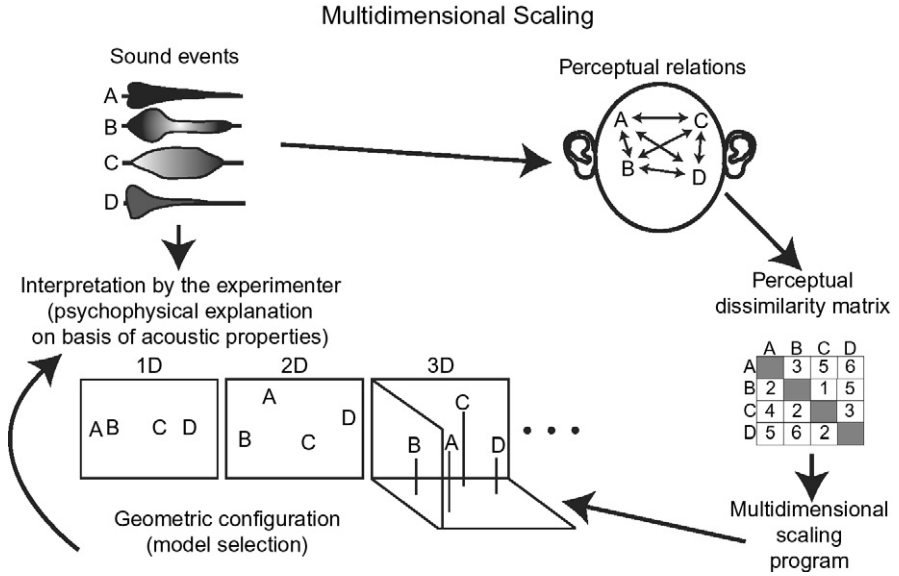 Multidimensional Scaling
Sound events
A
B
C
D
Perceptual relations
A C
B D
Interpretation by the experimenter
(psychophysical explanation
on basis of acoustic properties)
Perceptual
dissimilarity matrix
A B C D
A 3 5 6
B 2 1 5
C 4 2 3
D 5 6 2
1D 2D 3D
A B C D
A
B C D
B A C D
• • •
Geometric configuration
(model selection)
Multidimensional
scaling
program